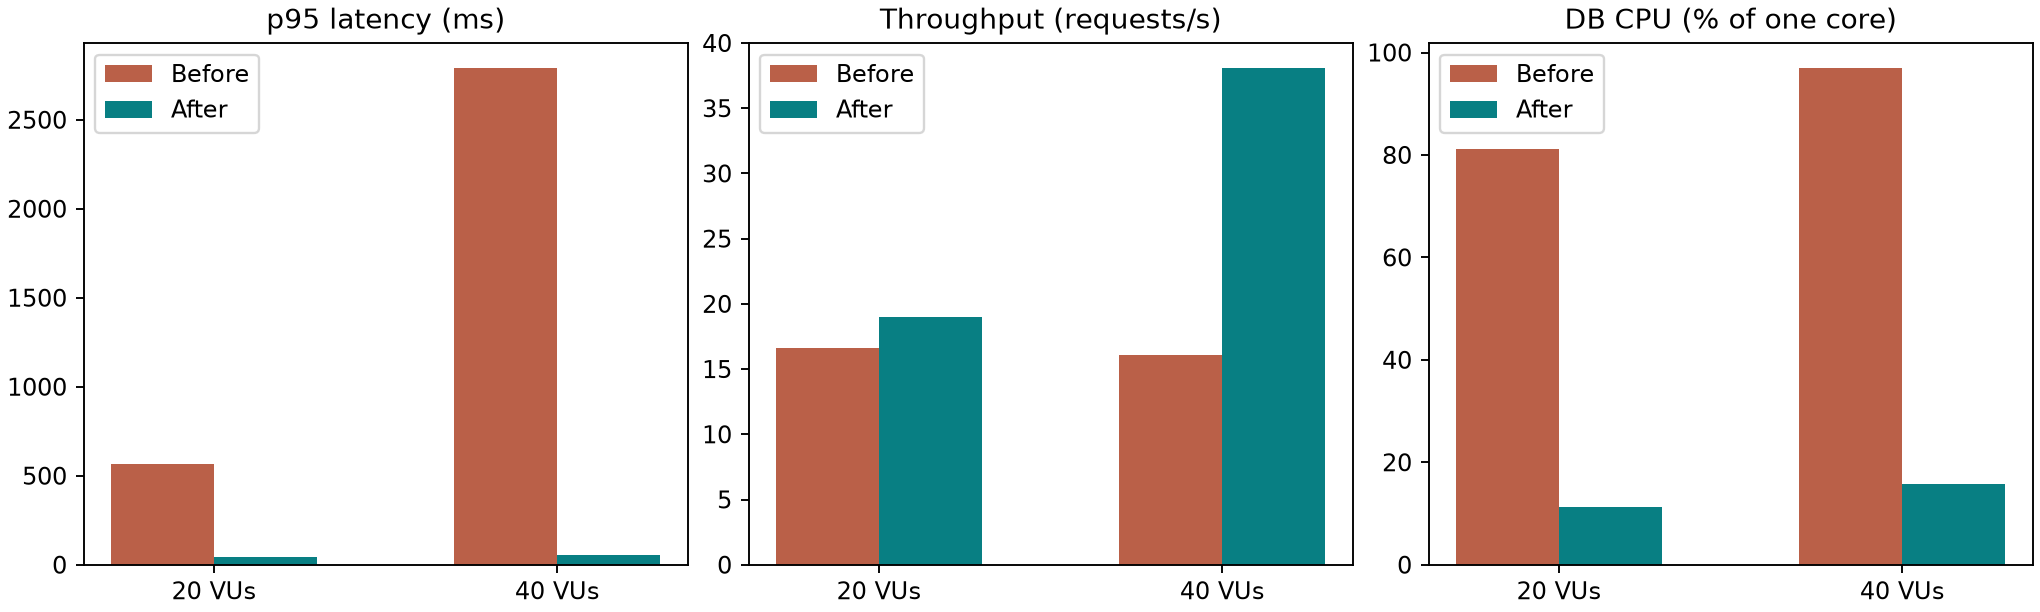 p95 latency (ms)
Before
After
2500
2000
1500
1000
500
0
20 VUs
40 VUs
Throughput (requests/s)
Before
After
40
35
30
25
20
15
10
5
0
20 VUs
40 VUs
DB CPU (% of one core)
Before
After
100
80
60
40
20
0
20 VUs
40 VUs